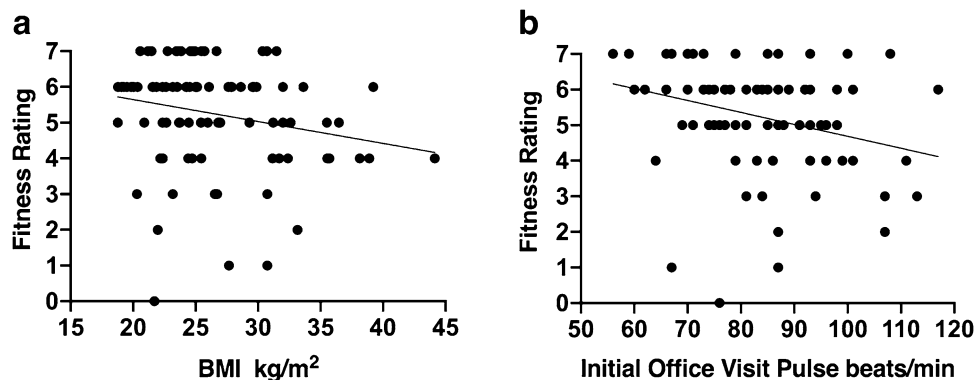 a
Fitness Rating
7
6
5
4
3
2
1
0
15 20 25 30 35 40 45
BMI kg/m²
b
Fitness Rating
7
6
5
4
3
2
1
0
50 60 70 80 90 100 110 120
Initial Office Visit Pulse beats/min